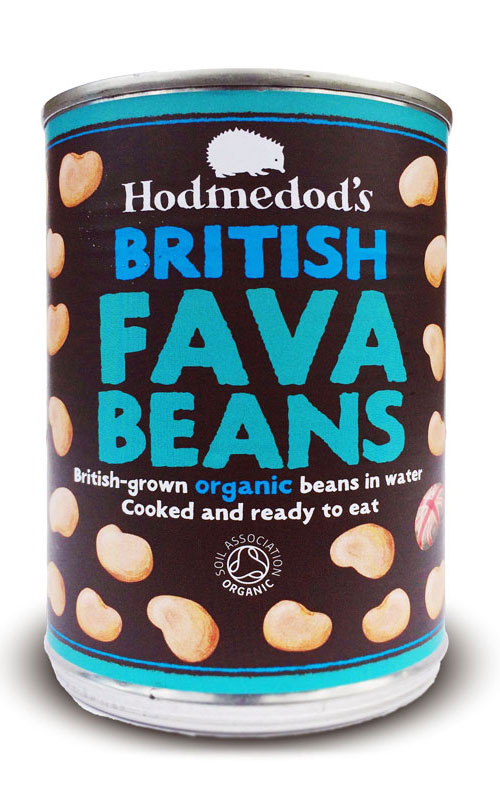 Hodmedod's
BRITISH
FAVA
BEANS
British-grown organic beans in water
Cooked and ready to eat
SOIL ASSOCIATION
ORGANIC